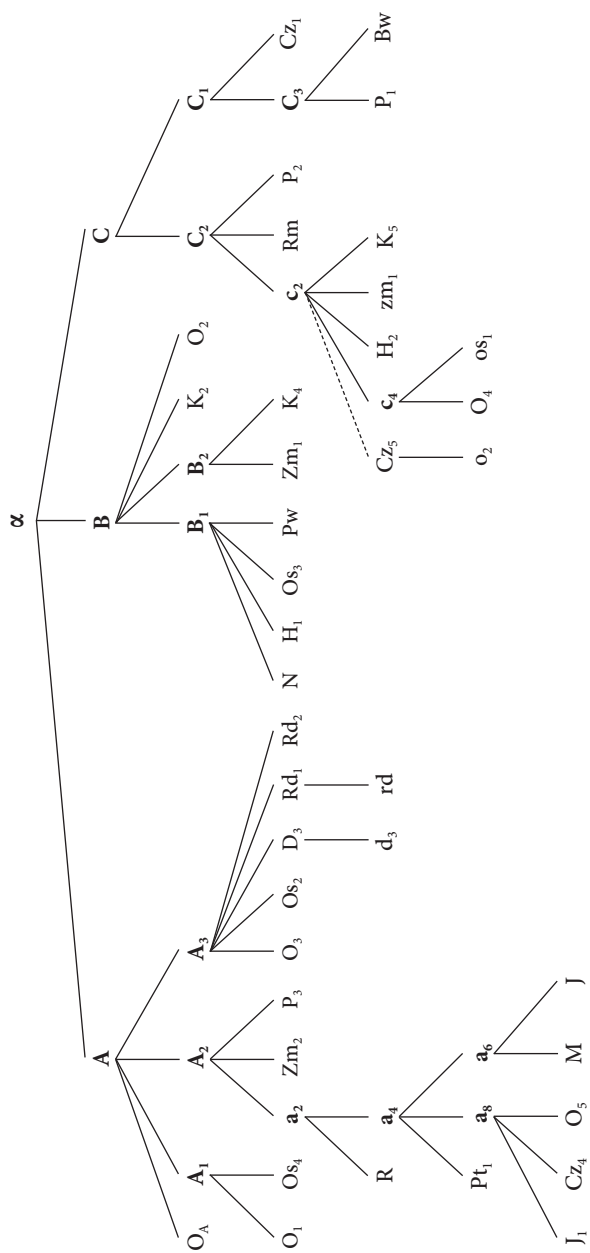 α
A B C
O_A A₁ A₂ A₃ B₁ B₂ K₂ O₂ C₂ C₁
O₁ Os₄ a₂ Zm₂ P₃ O₃ Os₂ D₃ Rd₁ Rd₂ N H₁ Os₃ Pw Zm₁ K₄ c₂ Rm P₂ C₃ Cz₁
R a₄ d₃ rd Cz₅ c₄ H₂ zm₁ K₅ P₁ Bw
Pt₁ a₈ a₆ o₂ O₄ os₁
J₁ Cz₄ O₅ M J